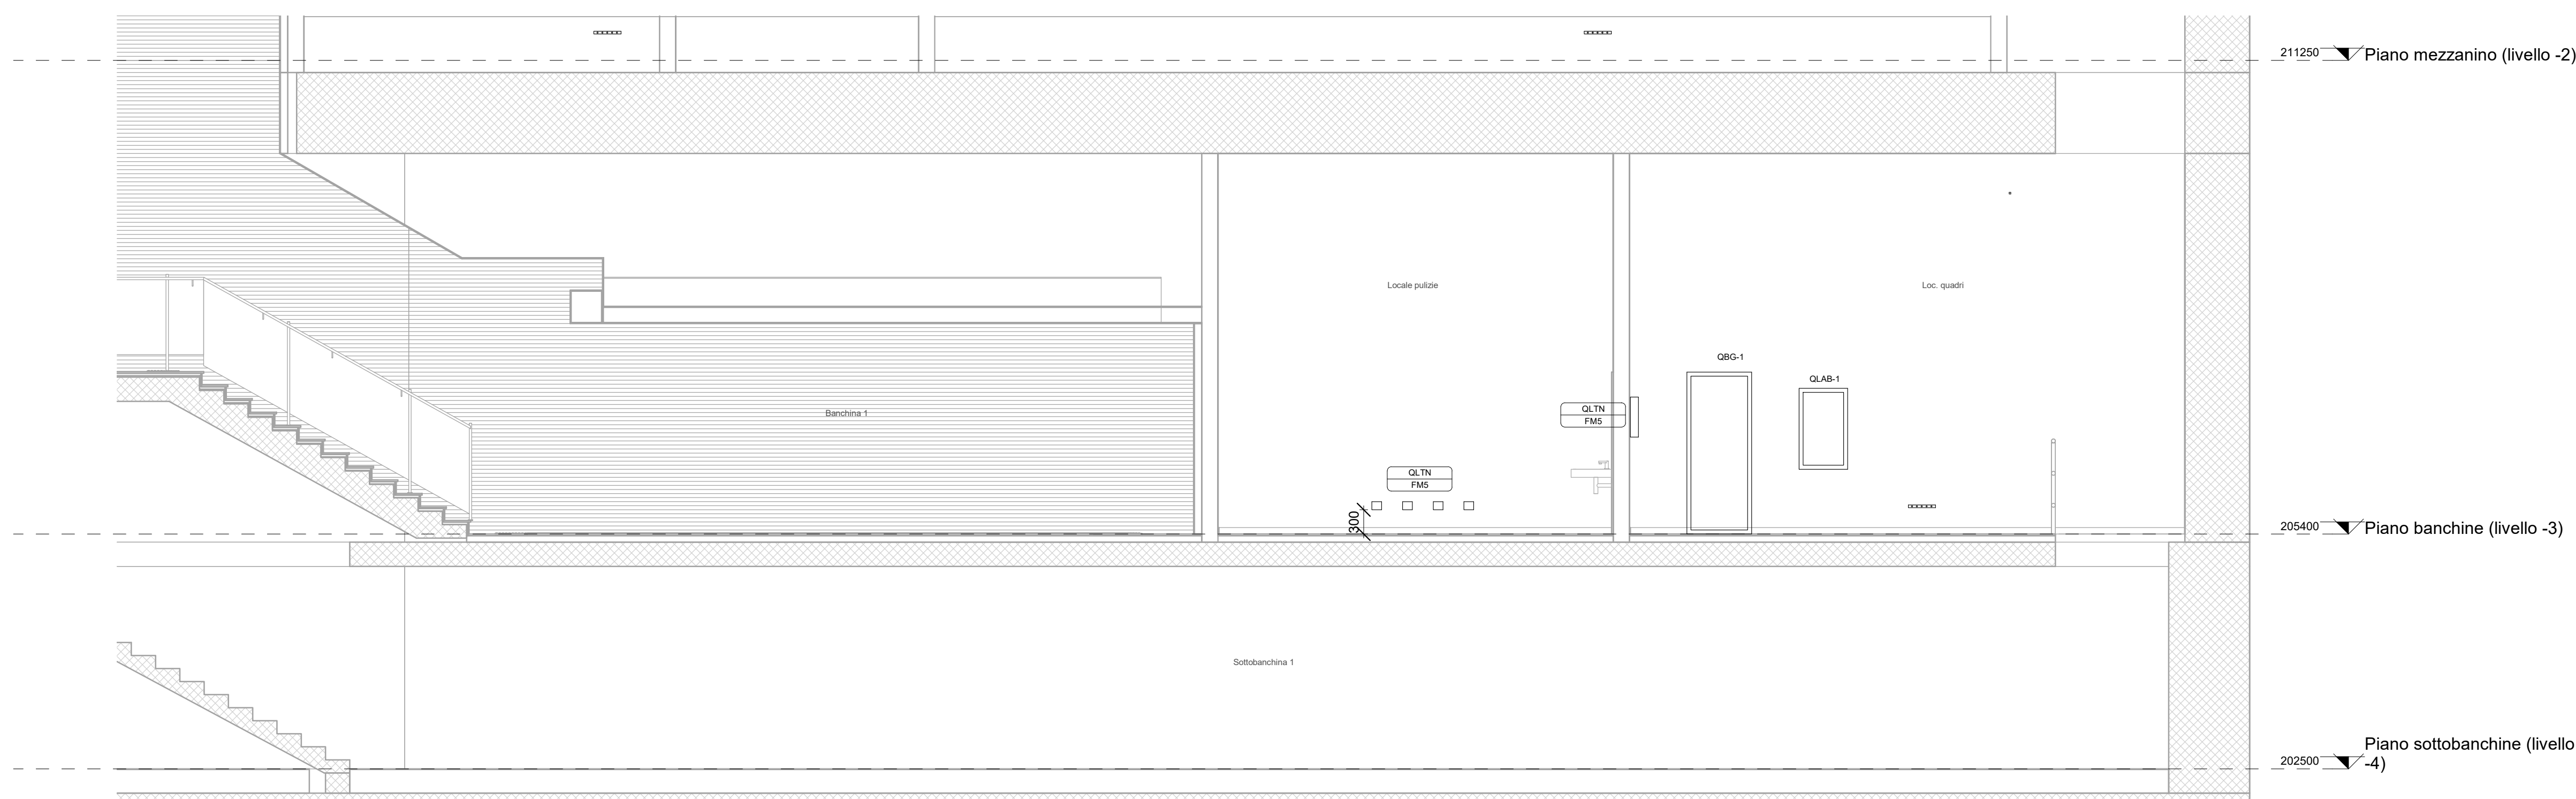 211250
Piano mezzanino (livello -2)
Locale pulizie
Loc. quadri
QBG-1
QLAB-1
Banchina 1
QLTN
FM5
QLTN
FM5
300
205400
Piano banchine (livello -3)
Sottobanchina 1
202500
Piano sottobanchine (livello
-4)